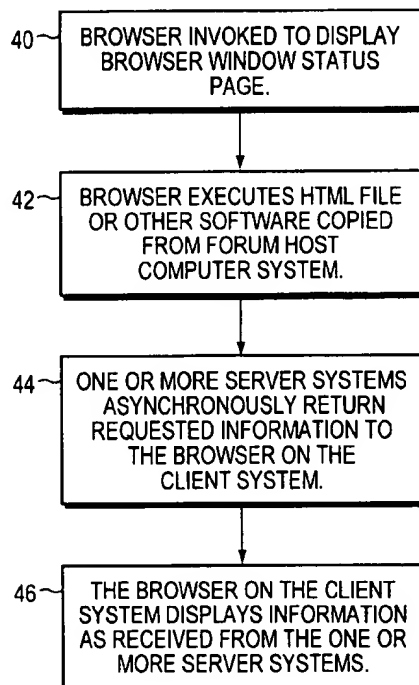 40
BROWSER INVOKED TO DISPLAY
BROWSER WINDOW STATUS
PAGE.
42
BROWSER EXECUTES HTML FILE
OR OTHER SOFTWARE COPIED
FROM FORUM HOST
COMPUTER SYSTEM.
44
ONE OR MORE SERVER SYSTEMS
ASYNCHRONOUSLY RETURN
REQUESTED INFORMATION TO
THE BROWSER ON THE
CLIENT SYSTEM.
46
THE BROWSER ON THE CLIENT
SYSTEM DISPLAYS INFORMATION
AS RECEIVED FROM THE ONE OR
MORE SERVER SYSTEMS.